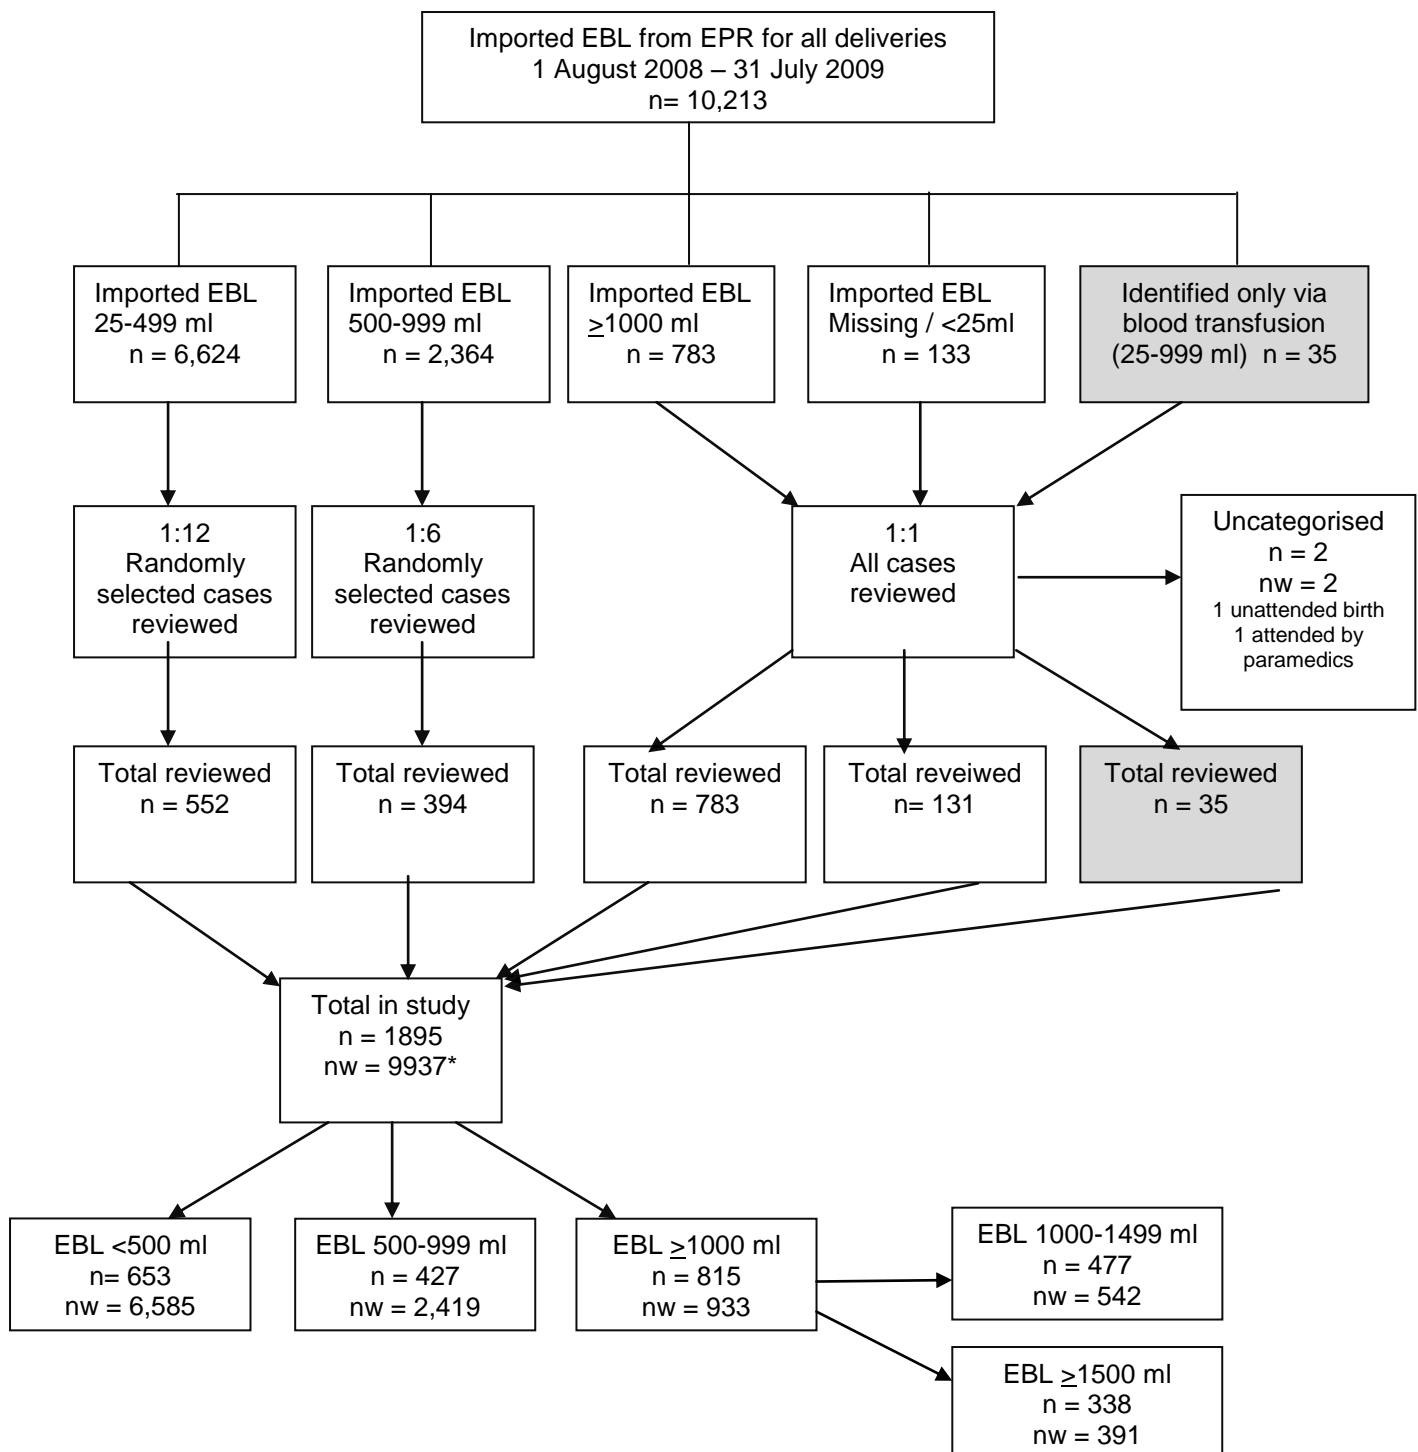 Imported EBL from EPR for all deliveries
1 August 2008 – 31 July 2009
n= 10,213
Imported EBL
25-499 ml
n = 6,624
Imported EBL
500-999 ml
n = 2,364
Imported EBL
≥1000 ml
n = 783
Imported EBL
Missing / <25ml
n = 133
Identified only via
blood transfusion
(25-999 ml) n = 35
1:12
Randomly
selected cases
reviewed
1:6
Randomly
selected cases
reviewed
1:1
All cases
reviewed
Uncategorised
n = 2
nw = 2
1 unattended birth
1 attended by
paramedics
Total reviewed
n = 552
Total reviewed
n = 394
Total reviewed
n = 783
Total reveiwed
n= 131
Total reviewed
n = 35
Total in study
n = 1895
nw = 9937*
EBL <500 ml
n= 653
nw = 6,585
EBL 500-999 ml
n = 427
nw = 2,419
EBL ≥1000 ml
n = 815
nw = 933
EBL 1000-1499 ml
n = 477
nw = 542
EBL ≥1500 ml
n = 338
nw = 391